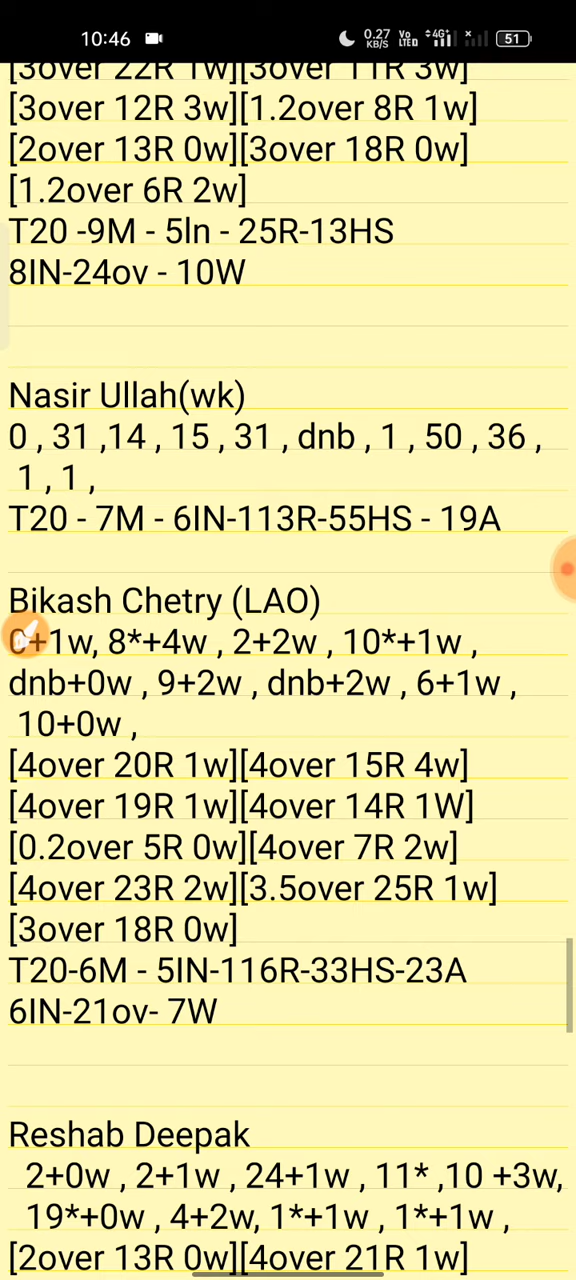 10:46 0.27 KB/S Vo LTED 4G+ 51
[3over 22R 1w][3over 11R 3w]
[3over 12R 3w][1.2over 8R 1w]
[2over 13R 0w][3over 18R 0w]
[1.2over 6R 2w]
T20 -9M - 5ln - 25R-13HS
8IN-24ov - 10W
Nasir Ullah(wk)
0 , 31 ,14 , 15 , 31 , dnb , 1 , 50 , 36 ,
1 , 1 ,
T20 - 7M - 6IN-113R-55HS - 19A
Bikash Chetry (LAO)
0+1w, 8*+4w , 2+2w , 10*+1w ,
dnb+0w , 9+2w , dnb+2w , 6+1w ,
10+0w ,
[4over 20R 1w][4over 15R 4w]
[4over 19R 1w][4over 14R 1W]
[0.2over 5R 0w][4over 7R 2w]
[4over 23R 2w][3.5over 25R 1w]
[3over 18R 0w]
T20-6M - 5IN-116R-33HS-23A
6IN-21ov- 7W
Reshab Deepak
2+0w , 2+1w , 24+1w , 11* ,10 +3w,
19*+0w , 4+2w, 1*+1w , 1*+1w ,
[2over 13R 0w][4over 21R 1w]